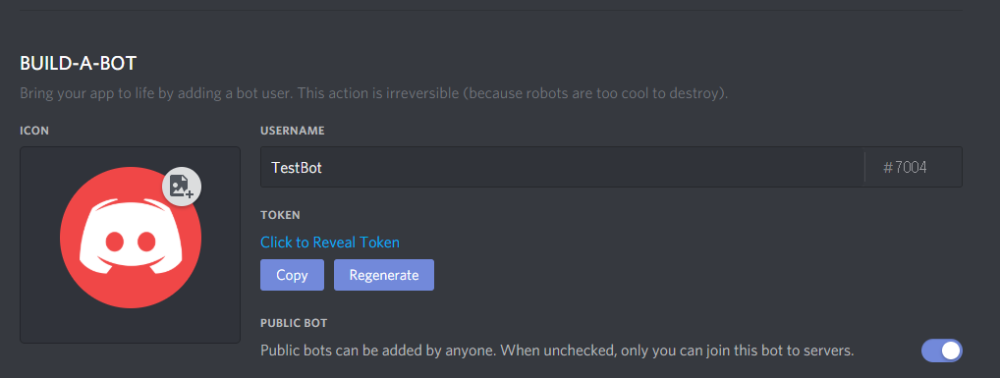 BUILD-A-BOT
Bring your app to life by adding a bot user. This action is irreversible (because robots are too cool to destroy).
ICON
USERNAME
TestBot
#7004
TOKEN
Click to Reveal Token
Copy
Regenerate
PUBLIC BOT
Public bots can be added by anyone. When unchecked, only you can join this bot to servers.